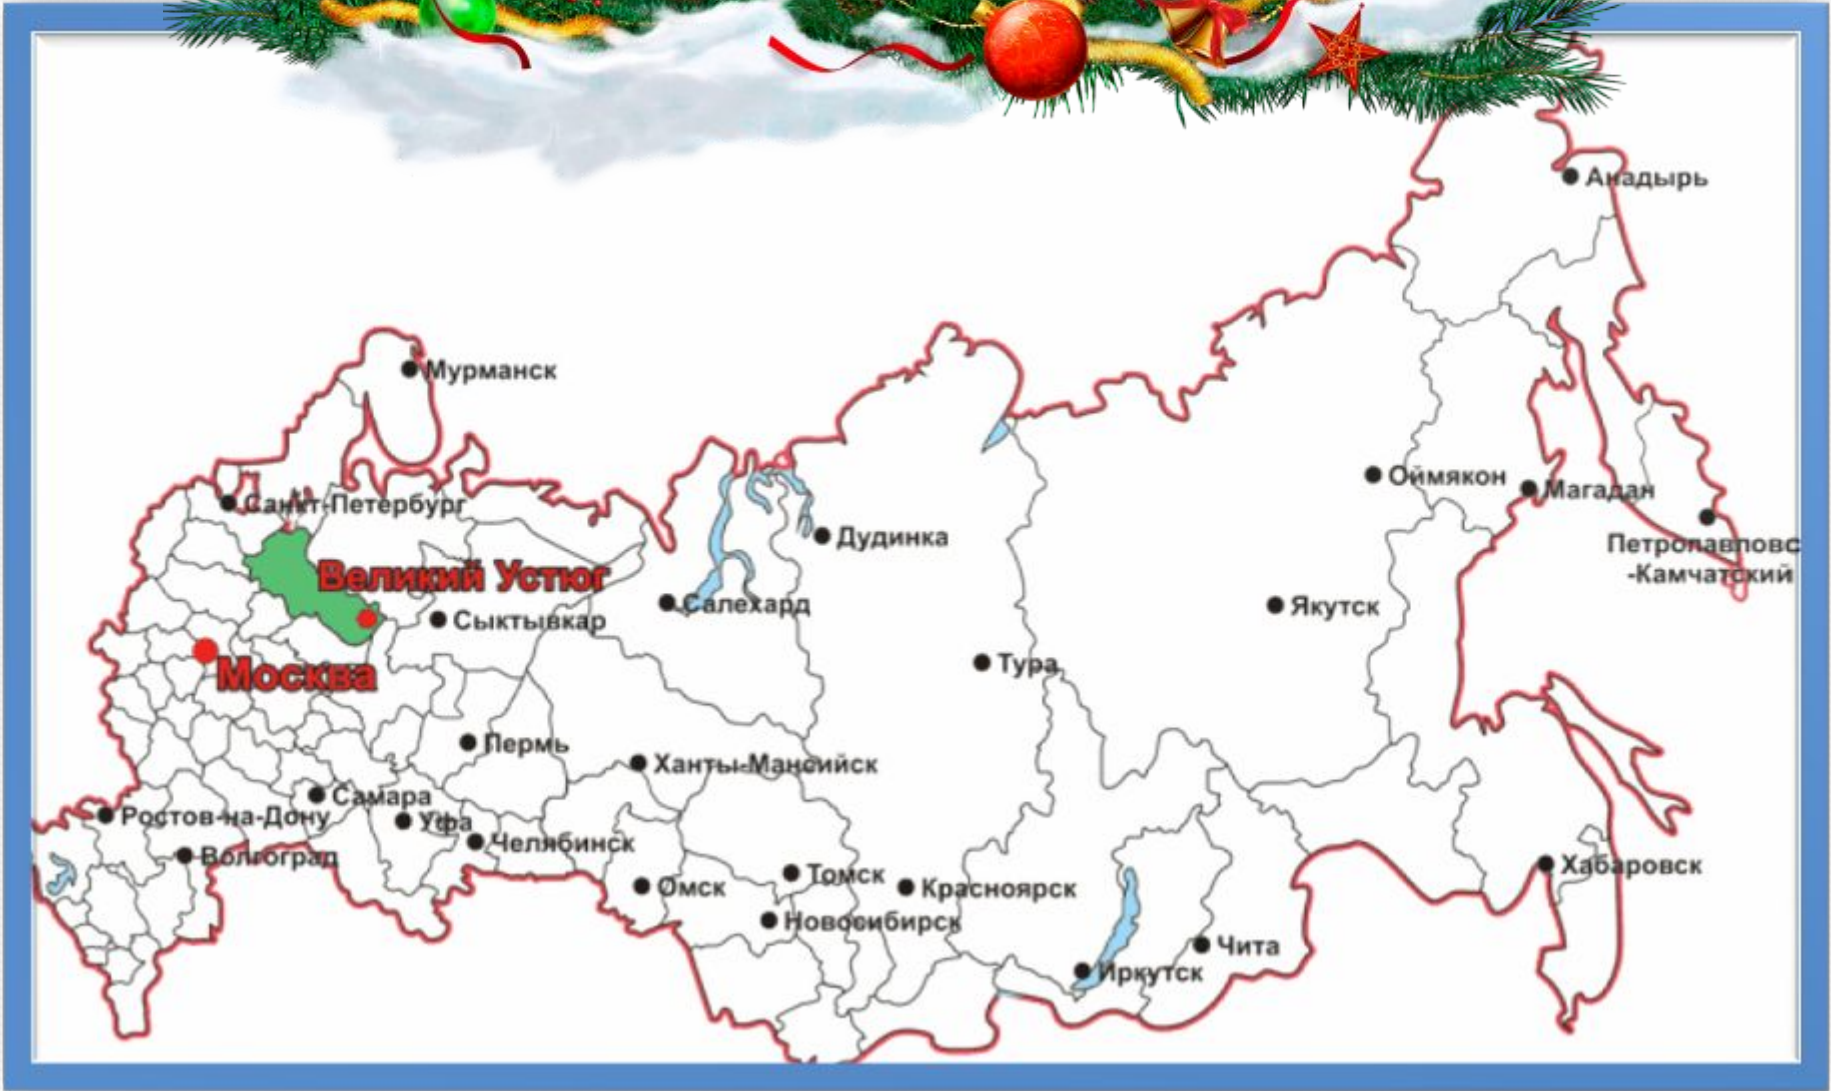 Анадырь
Мурманск
Оймякон
Магадан
Санкт-Петербург
Дудинка
Петропавловс
-Камчатский
Великий Устюг
Салехард
Якутск
Сыктывкар
Тура
Москва
Пермь
Ханты-Мансийск
Самара
Ростов-на-Дону
Уфа
Челябинск
Волгоград
Хабаровск
Томск
Омск
Красноярск
Новосибирск
Чита
Иркутск